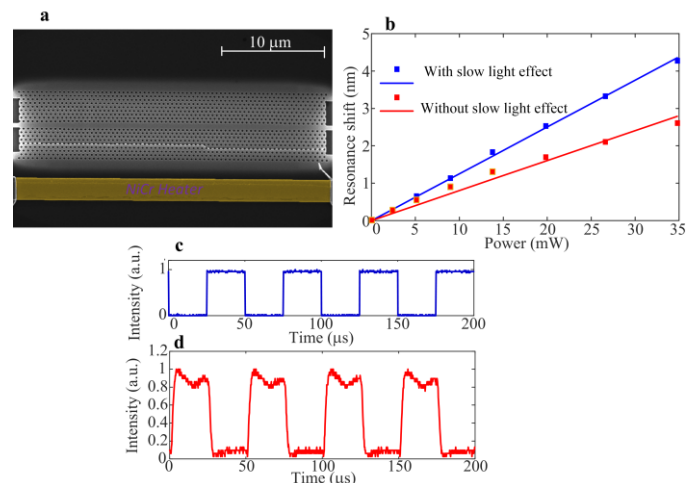 a
10 μm
NiCr Heater
b
Resonance shift (nm)
5
4
3
2
1
0
With slow light effect
Without slow light effect
0 5 10 15 20 25 30 35
Power (mW)
c
Intensity (a.u.)
1
0
0 50 100 150 200
Time (μs)
d
Intensity (a.u.)
1.2
1
0.8
0.6
0.4
0.2
0
0 50 100 150 200
Time (μs)